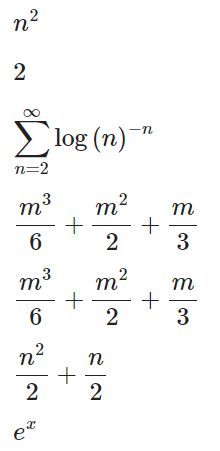 n^2
2
\sum_{n=2}^{\infty} \log(n)^{-n}
\frac{m^3}{6} + \frac{m^2}{2} + \frac{m}{3}
\frac{m^3}{6} + \frac{m^2}{2} + \frac{m}{3}
\frac{n^2}{2} + \frac{n}{2}
e^x